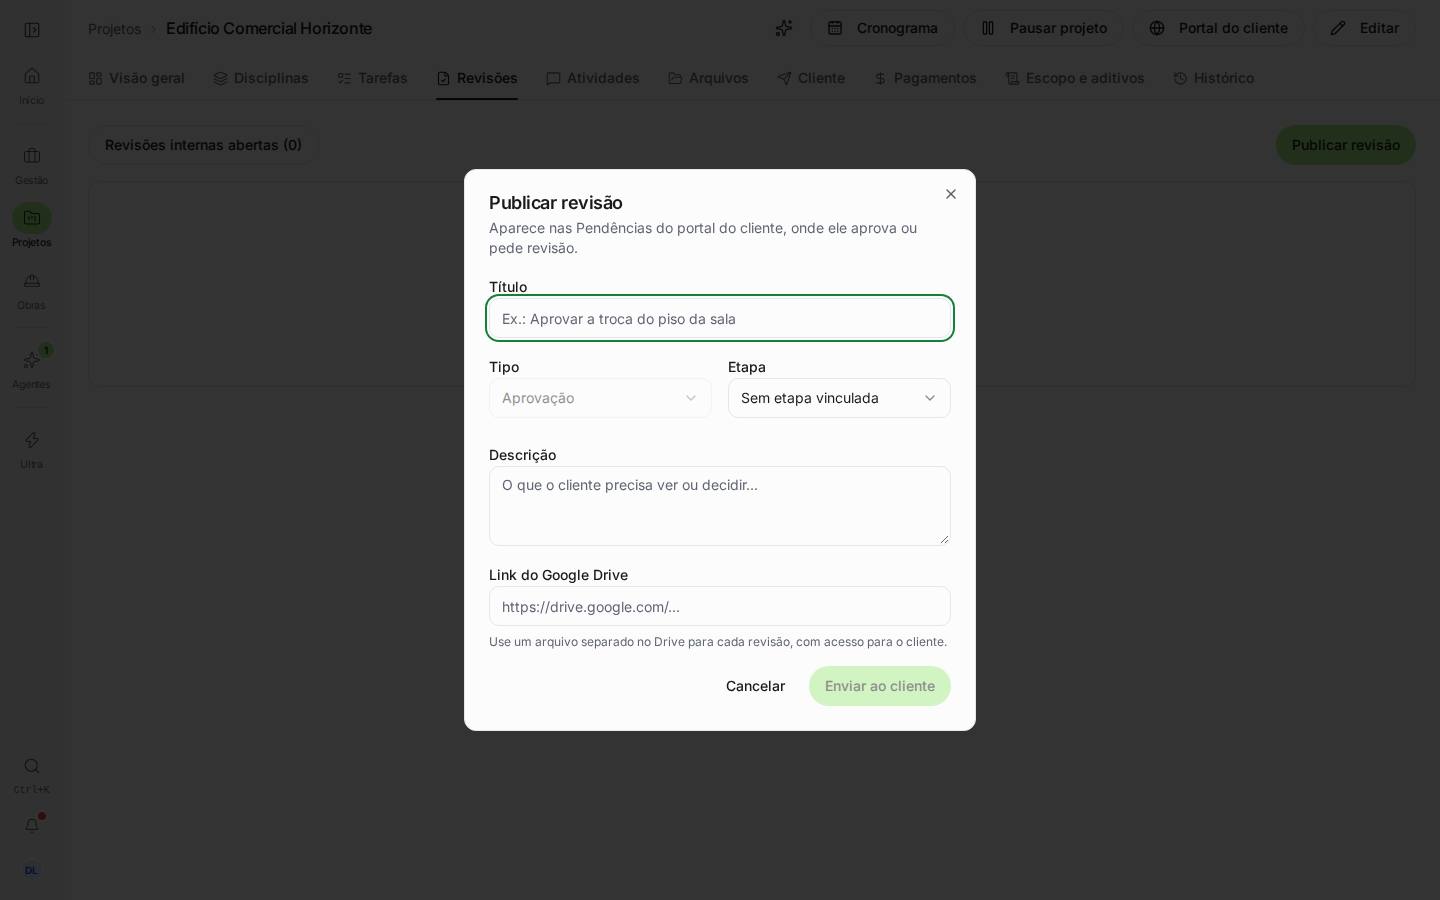 Projetos
Edifício Comercial Horizonte
Cronograma
Pausar projeto
Portal do cliente
Editar
Início
Visão geral
Disciplinas
Tarefas
Revisões
Atividades
Arquivos
Cliente
Pagamentos
Escopo e aditivos
Histórico
Revisões internas abertas (0)
Publicar revisão
Gestão
Projetos
Obras
1
Agentes
Ultra
Ctrl+K
DL
Publicar revisão
Aparece nas Pendências do portal do cliente, onde ele aprova ou
pede revisão.
Título
Ex.: Aprovar a troca do piso da sala
Tipo
Etapa
Aprovação
Sem etapa vinculada
Descrição
O que o cliente precisa ver ou decidir...
Link do Google Drive
https://drive.google.com/...
Use um arquivo separado no Drive para cada revisão, com acesso para o cliente.
Cancelar
Enviar ao cliente